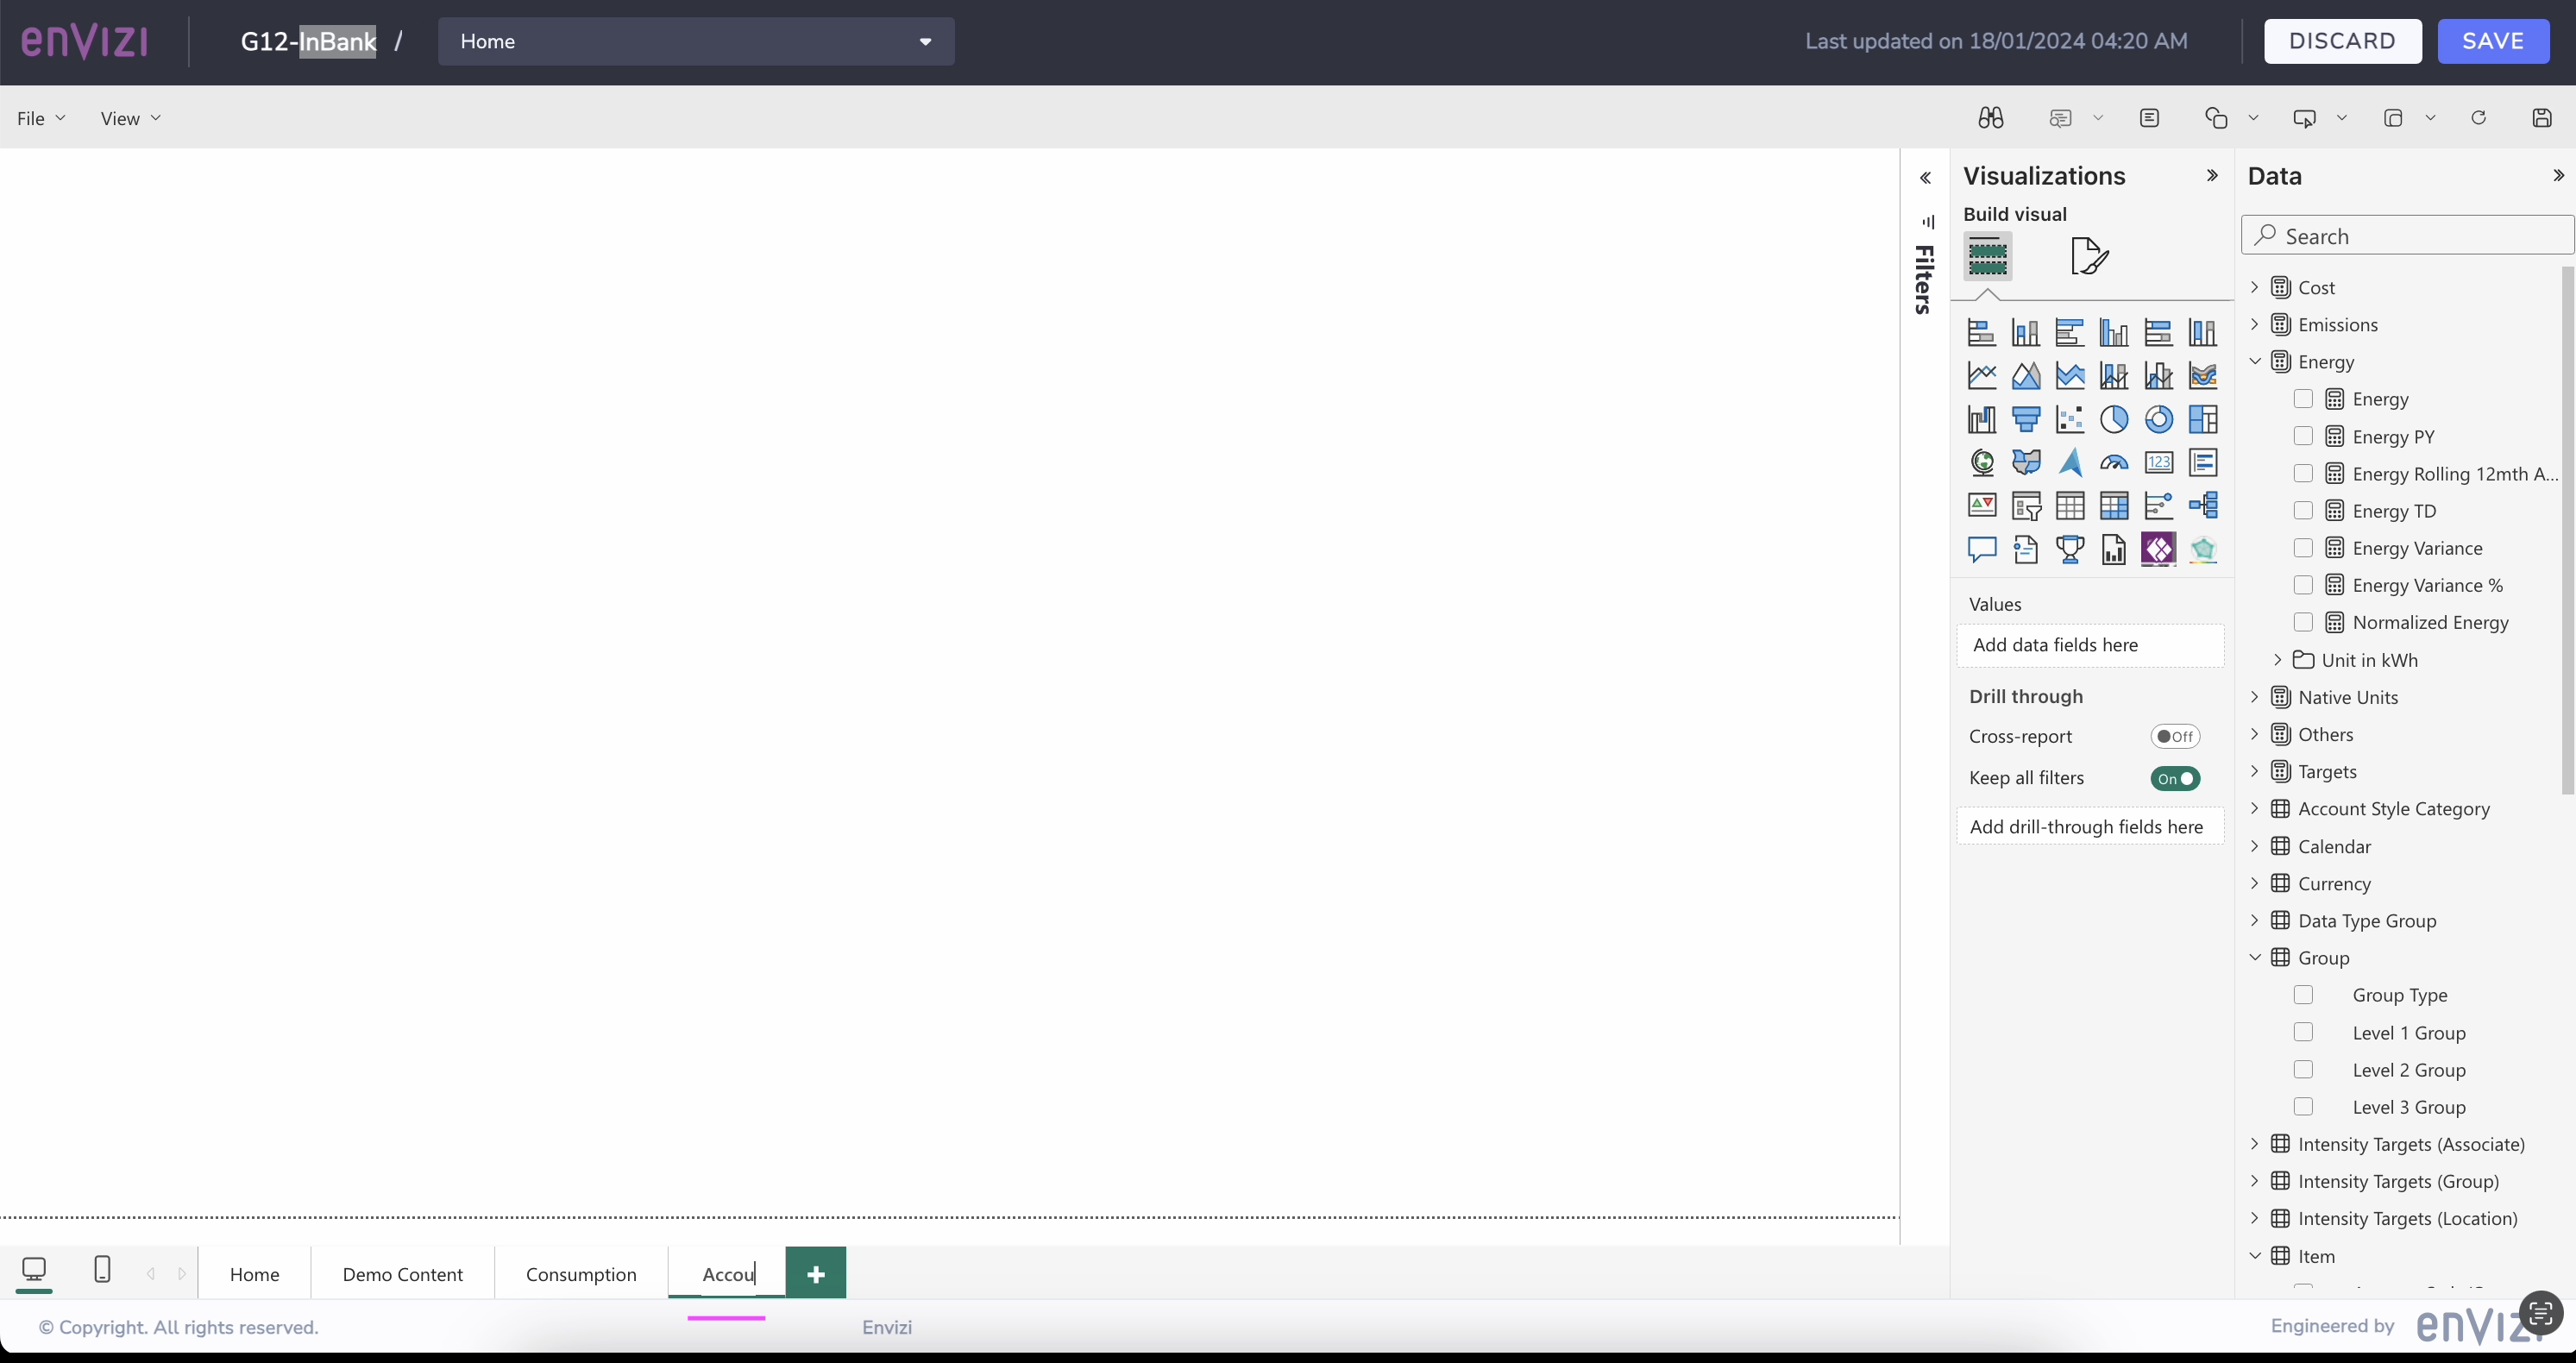 enVIZI
G12-InBank /
Home
Last updated on 18/01/2024 04:20 AM
DISCARD
SAVE
File
View
Filters
Visualizations
Build visual
123
Values
Add data fields here
Drill through
Cross-report
Off
Keep all filters
On
Add drill-through fields here
Data
Search
Cost
Emissions
Energy
Energy
Energy PY
Energy Rolling 12mth A...
Energy TD
Energy Variance
Energy Variance %
Normalized Energy
Unit in kWh
Native Units
Others
Targets
Account Style Category
Calendar
Currency
Data Type Group
Group
Group Type
Level 1 Group
Level 2 Group
Level 3 Group
Intensity Targets (Associate)
Intensity Targets (Group)
Intensity Targets (Location)
Item
Home
Demo Content
Consumption
Accou
© Copyright. All rights reserved.
Envizi
Engineered by enVIZI